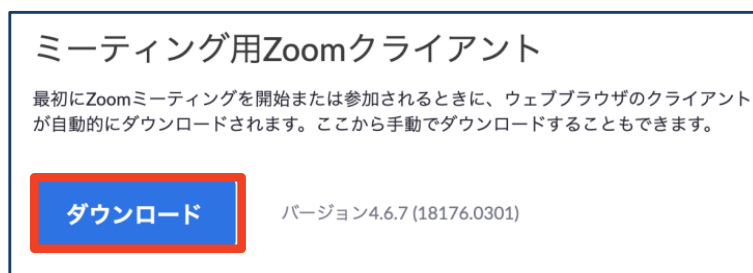 ミーティング用Zoomクライアント
最初にZoomミーティングを開始または参加されるときに、ウェブブラウザのクライアント
が自動的にダウンロードされます。ここから手動でダウンロードすることもできます。
ダウンロード　バージョン4.6.7 (18176.0301)